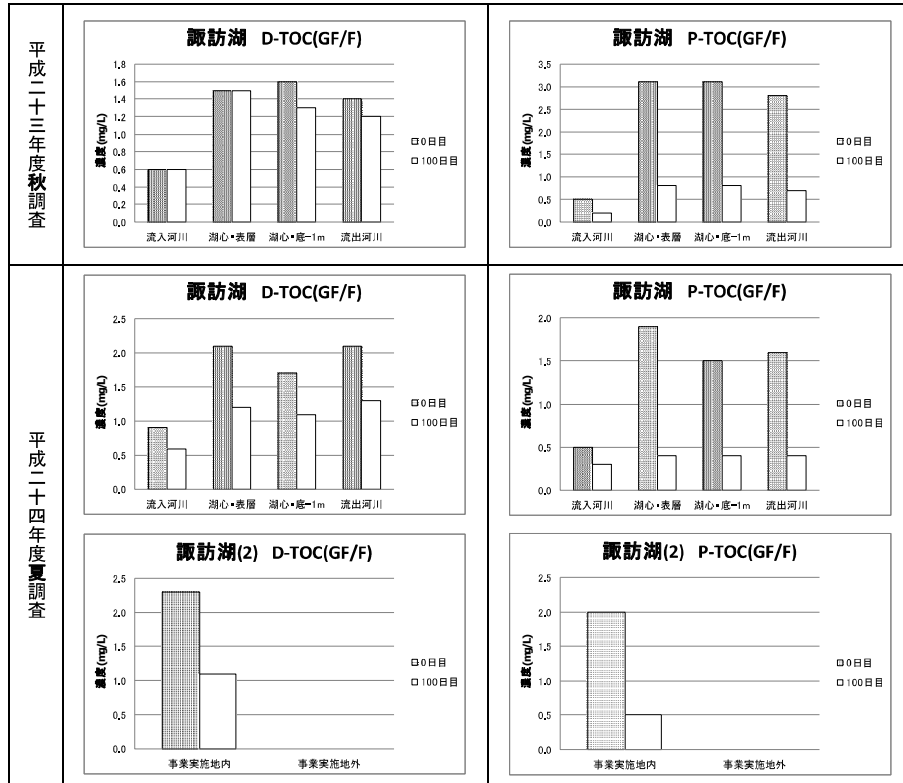 平成二十三年度秋調査
諏訪湖 D-TOC(GF/F)
濃度(mg/L)
1.8
1.6
1.4
1.2
1.0
0.8
0.6
0.4
0.2
0.0
流入河川 湖心・表層 湖心・底-1m 流出河川
0日目
100日目
諏訪湖 P-TOC(GF/F)
濃度(mg/L)
3.5
3.0
2.5
2.0
1.5
1.0
0.5
0.0
流入河川 湖心・表層 湖心・底-1m 流出河川
0日目
100日目
平成二十四年度夏調査
諏訪湖 D-TOC(GF/F)
濃度(mg/L)
2.5
2.0
1.5
1.0
0.5
0.0
流入河川 湖心・表層 湖心・底-1m 流出河川
0日目
100日目
諏訪湖 P-TOC(GF/F)
濃度(mg/L)
2.0
1.5
1.0
0.5
0.0
流入河川 湖心・表層 湖心・底-1m 流出河川
0日目
100日目
諏訪湖(2) D-TOC(GF/F)
濃度(mg/L)
2.5
2.0
1.5
1.0
0.5
0.0
事業実施地内 事業実施地外
0日目
100日目
諏訪湖(2) P-TOC(GF/F)
濃度(mg/L)
2.5
2.0
1.5
1.0
0.5
0.0
事業実施地内 事業実施地外
0日目
100日目